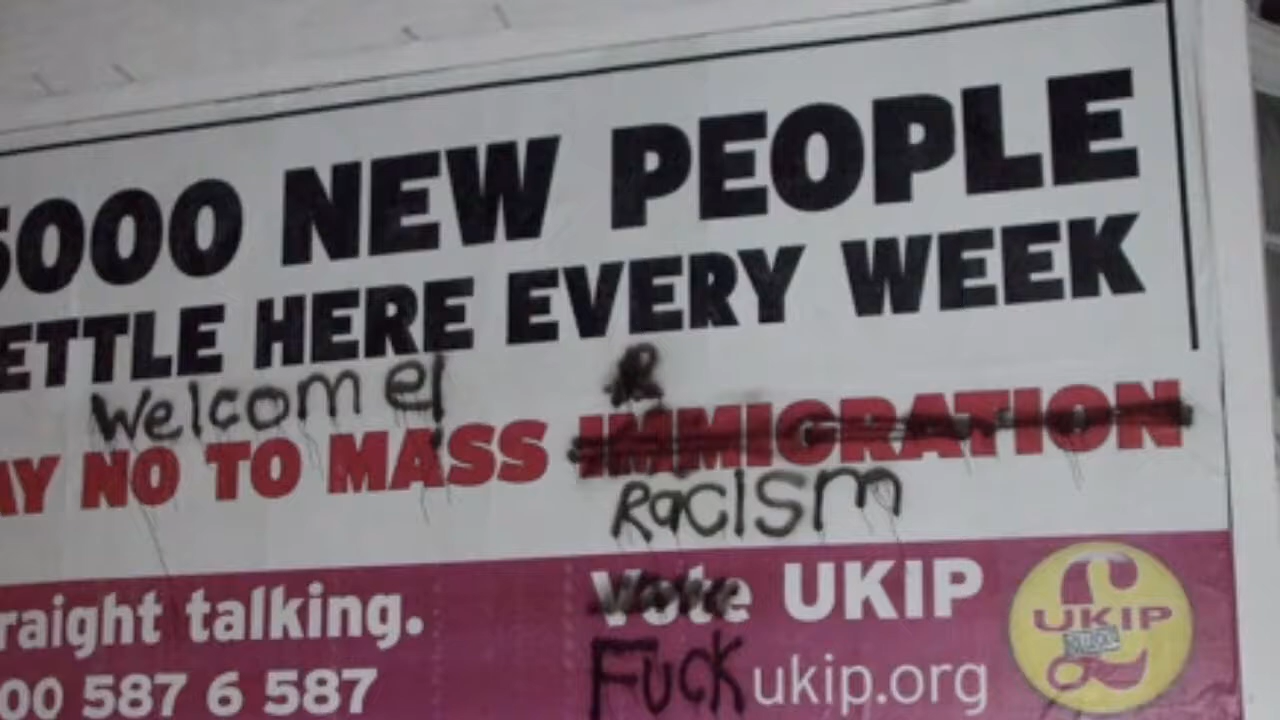 5000 NEW PEOPLE
ETTLE HERE EVERY WEEK
Welcome!
AY NO TO MASS IMMIGRATION
Racism
raight talking.
Vote UKIP
00 587 6 587
Fuck ukip.org
£
UKIP